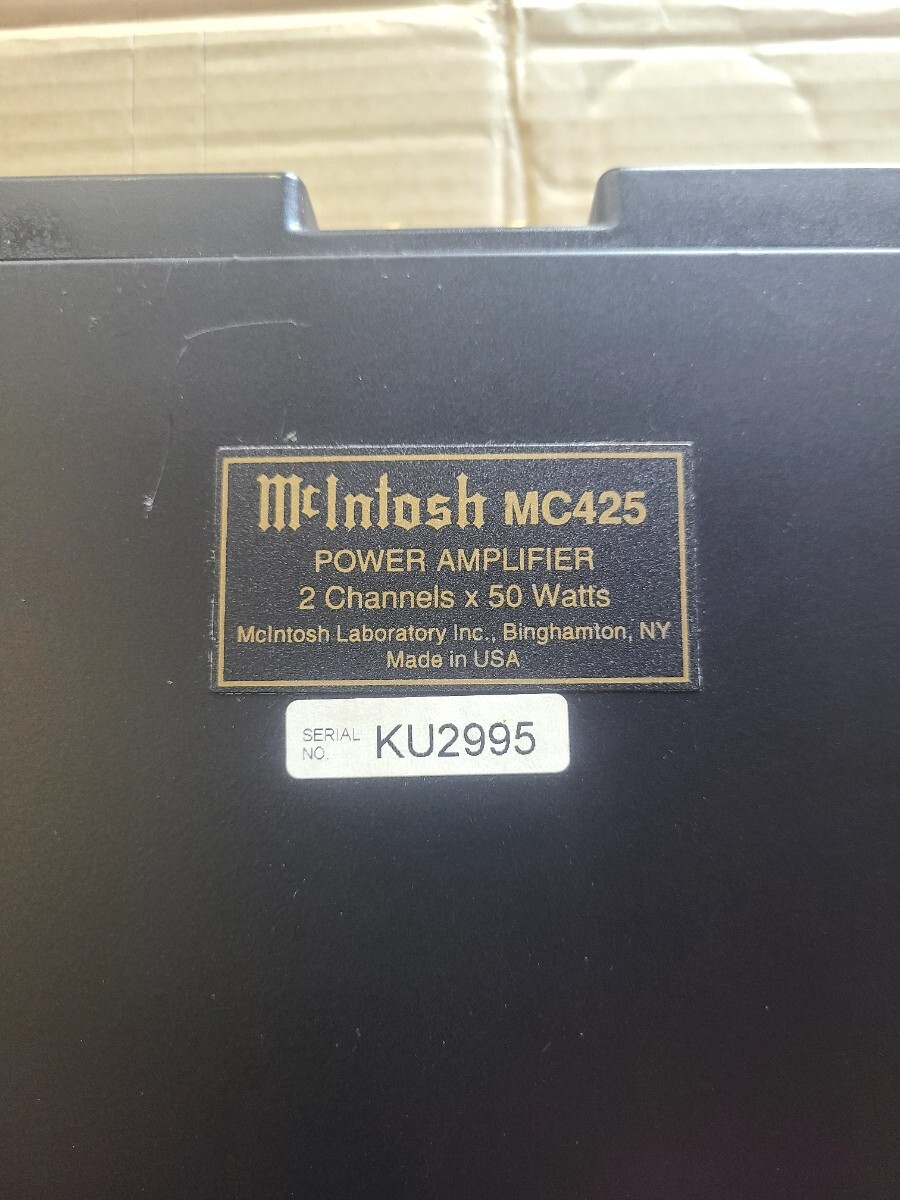 McIntosh MC425
POWER AMPLIFIER
2 Channels x 50 Watts
McIntosh Laboratory Inc., Binghamton, NY
Made in USA
SERIAL NO. KU2995